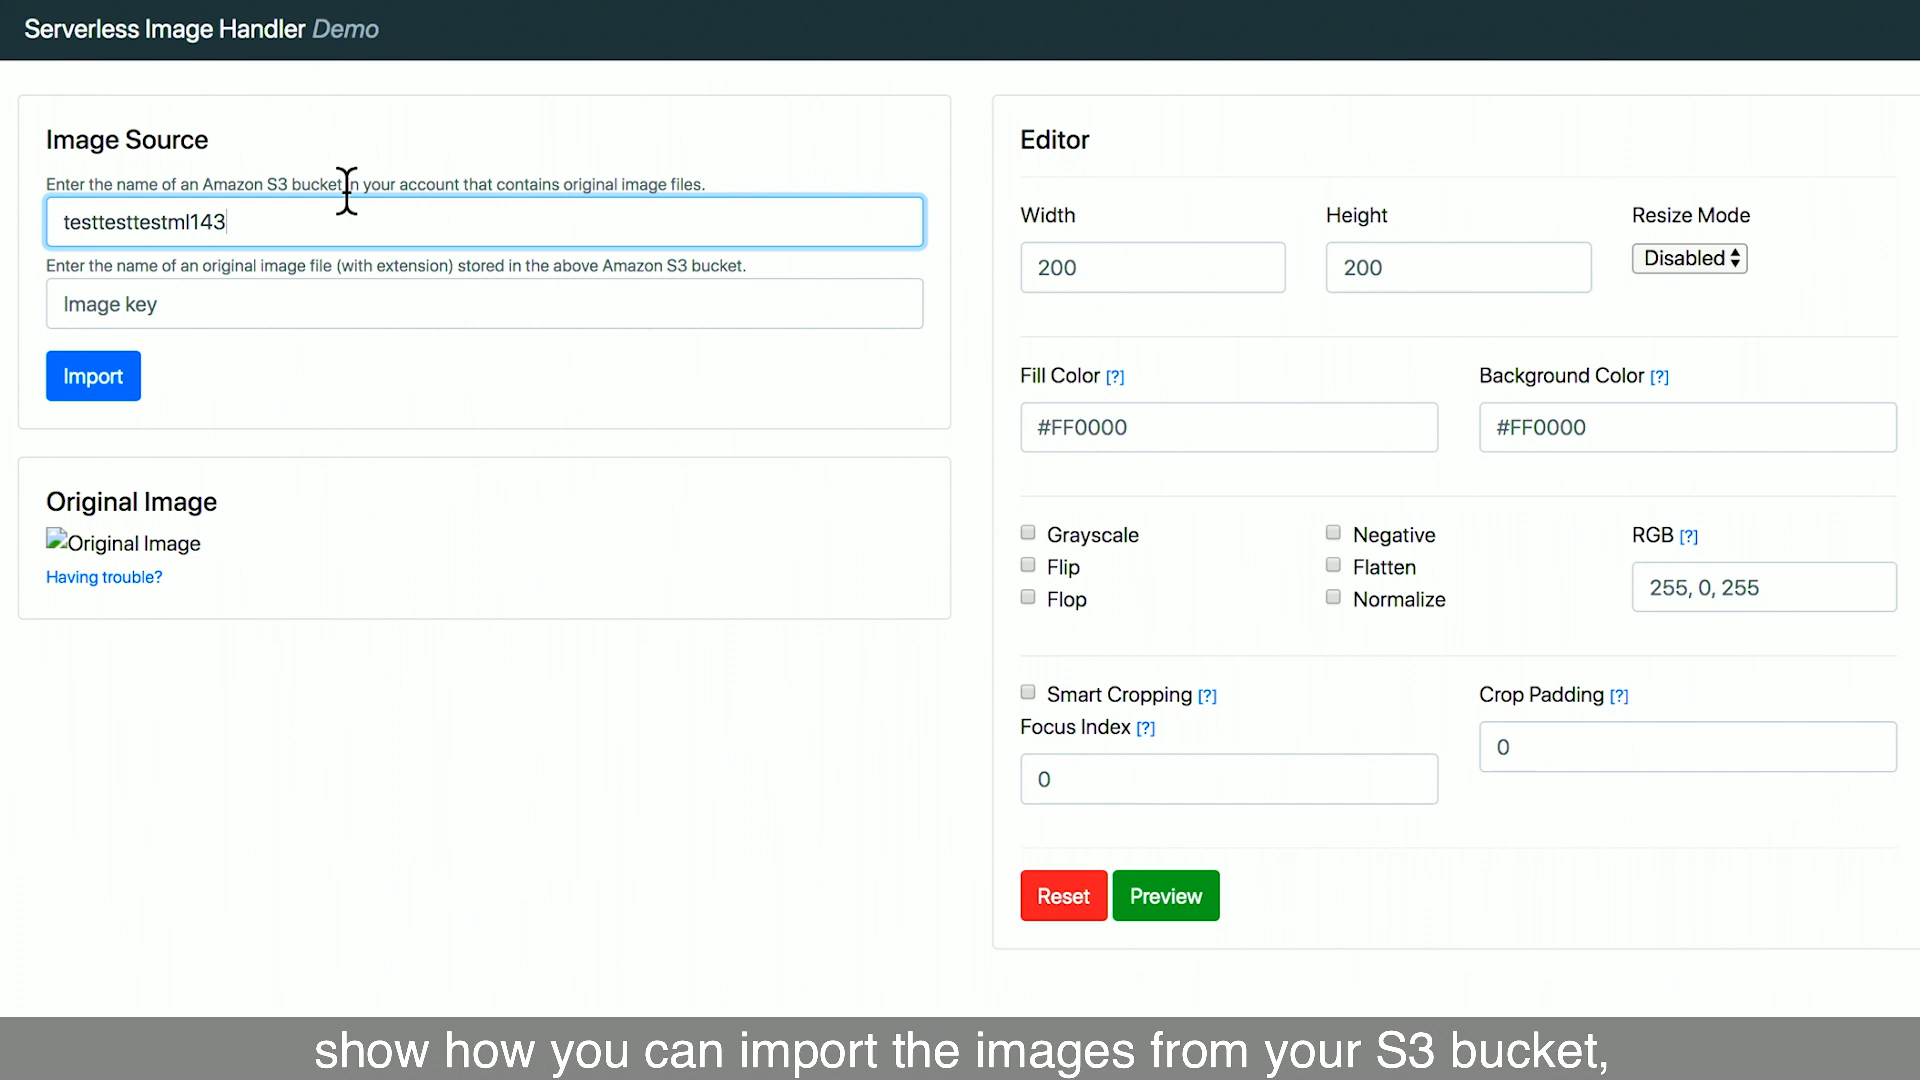 Serverless Image Handler Demo
Image Source
Enter the name of an Amazon S3 bucket in your account that contains original image files.
testtesttestml143
Enter the name of an original image file (with extension) stored in the above Amazon S3 bucket.
Image key
Import
Original Image
Original Image
Having trouble?
Editor
Width Height Resize Mode
200 200 Disabled
Fill Color [?] Background Color [?]
#FF0000 #FF0000
Grayscale Negative RGB [?]
Flip Flatten
255, 0, 255
Flop Normalize
Smart Cropping [?] Crop Padding [?]
Focus Index [?]
0
0
Reset Preview
show how you can import the images from your S3 bucket,